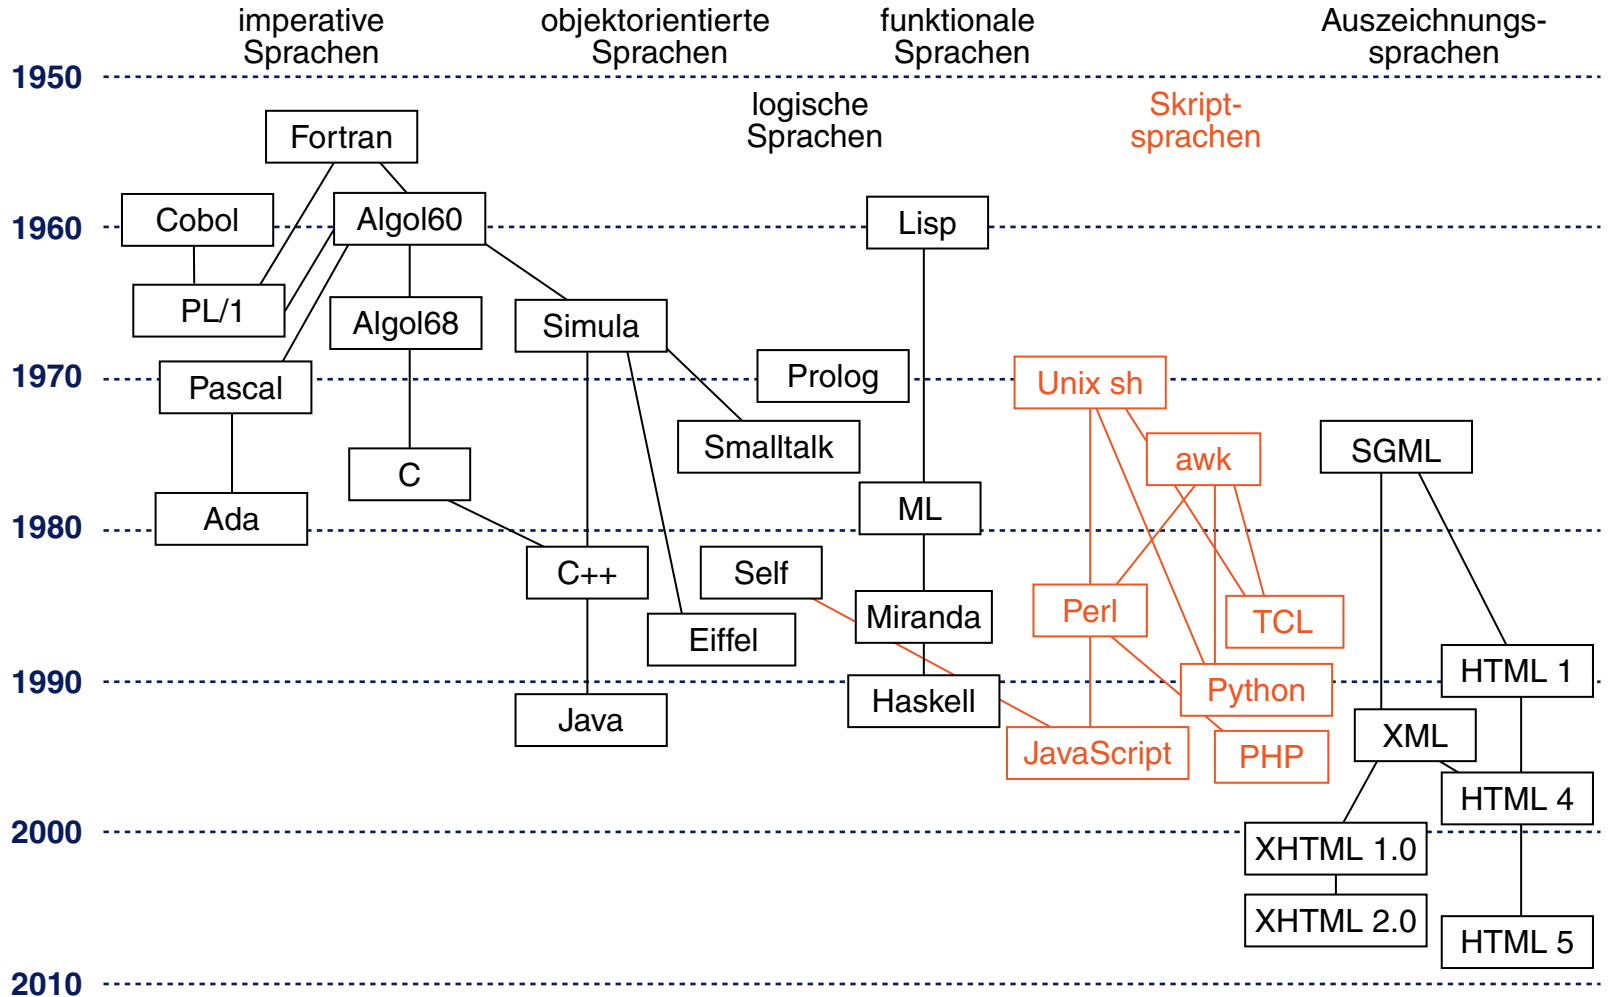 imperative
Sprachen
objektorientierte
Sprachen
funktionale
Sprachen
Auszeichnungs-
sprachen
1950
logische
Sprachen
Skript-
sprachen
Fortran
Cobol
Algol60
Lisp
1960
PL/1
Algol68
Simula
Prolog
Unix sh
1970
Pascal
Smalltalk
awk
SGML
C
Ada
ML
1980
C++
Self
Miranda
Perl
TCL
Eiffel
HTML 1
1990
Haskell
Python
Java
JavaScript
PHP
XML
HTML 4
2000
XHTML 1.0
XHTML 2.0
HTML 5
2010